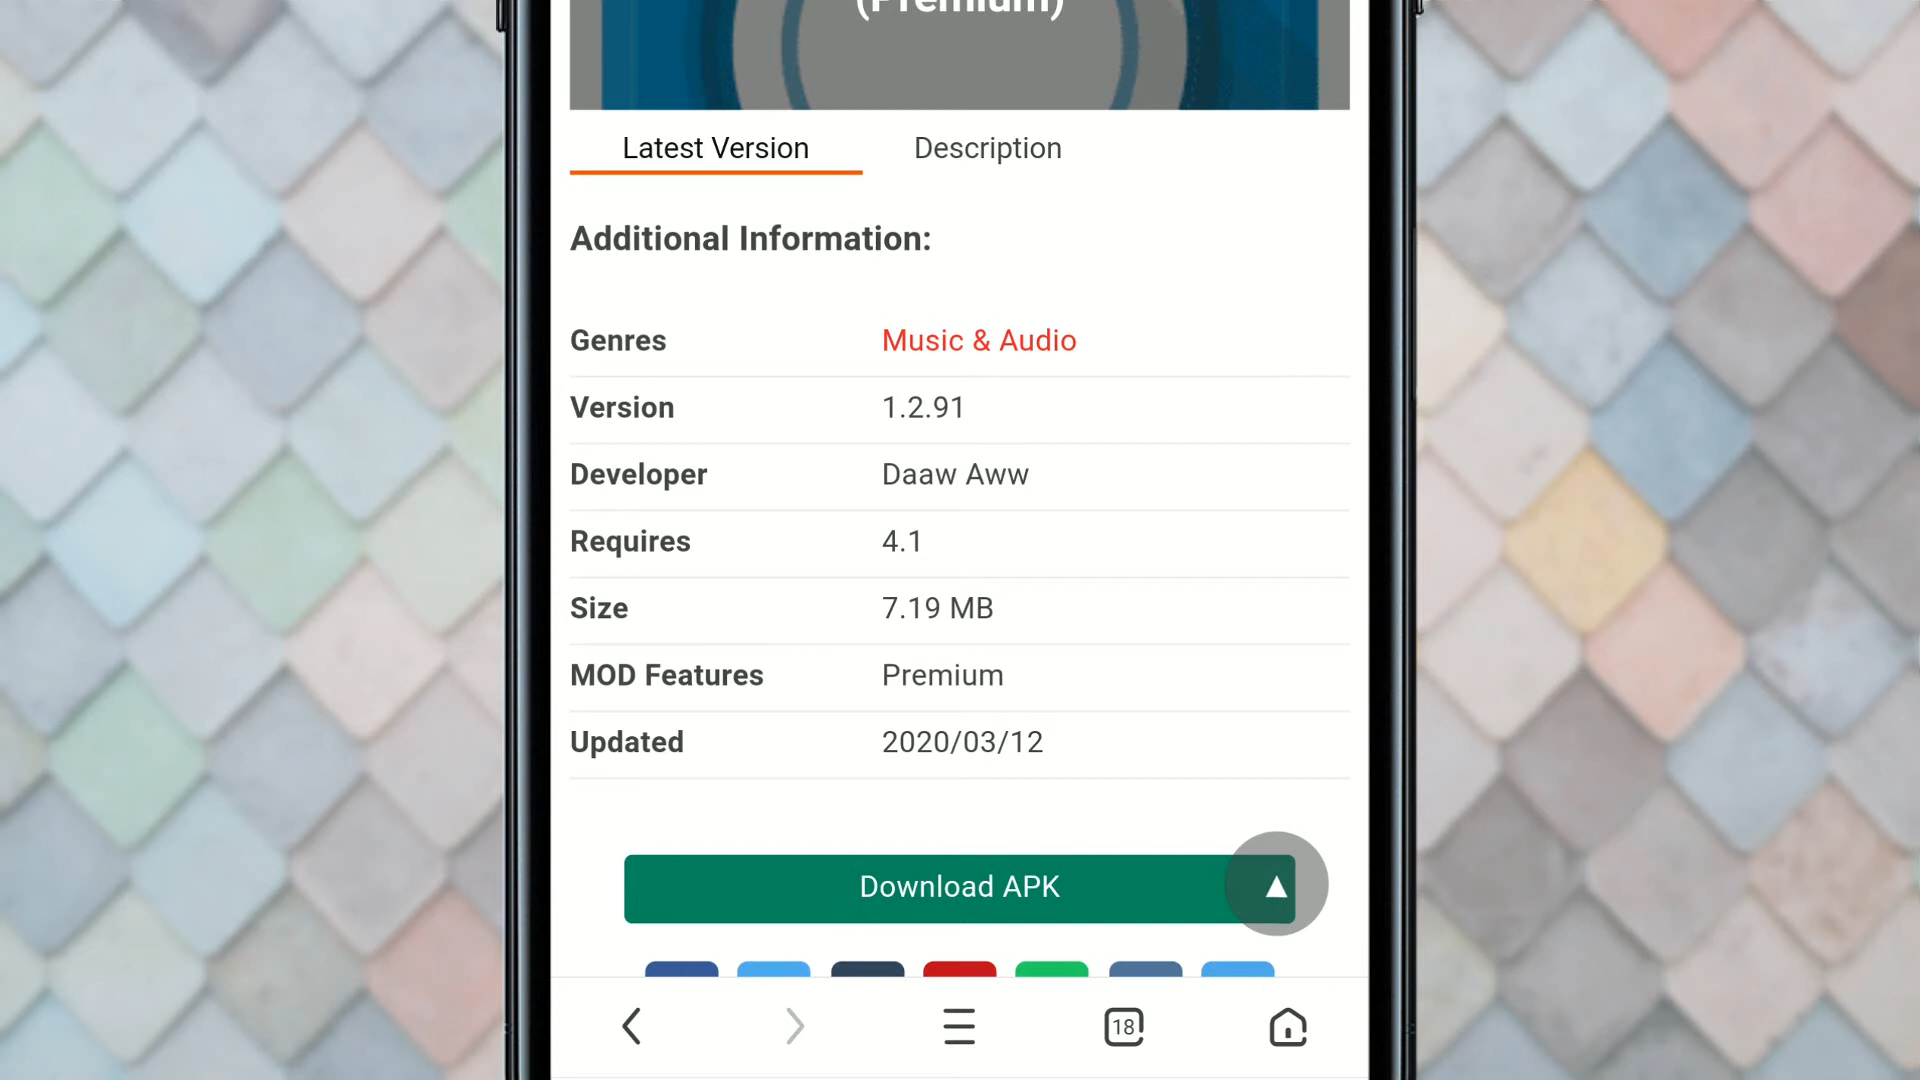 (Premium)
Latest Version Description
Additional Information:
Genres Music & Audio
Version 1.2.91
Developer Daaw Aww
Requires 4.1
Size 7.19 MB
MOD Features Premium
Updated 2020/03/12
Download APK
18